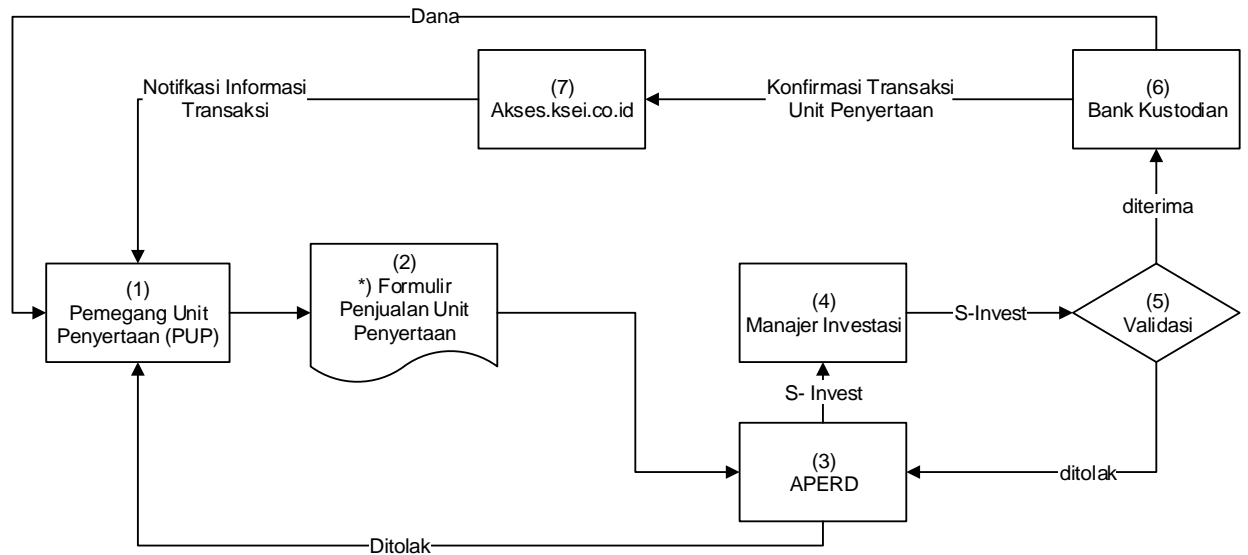 Dana
Notifkasi Informasi
Transaksi
(7)
Akses.ksei.co.id
Konfirmasi Transaksi
Unit Penyertaan
(6)
Bank Kustodian
diterima
(1)
Pemegang Unit
Penyertaan (PUP)
(2)
*) Formulir
Penjualan Unit
Penyertaan
(4)
Manajer Investasi
S-Invest
(5)
Validasi
S- Invest
(3)
APERD
ditolak
Ditolak